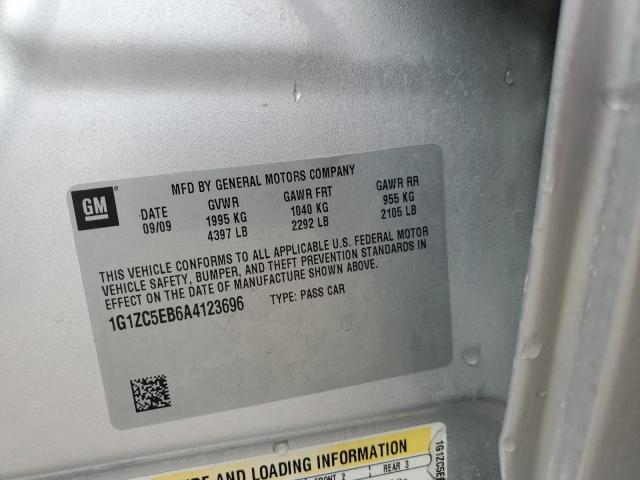 MFD BY GENERAL MOTORS COMPANY
GM
DATE GVWR GAWR FRT GAWR RR
09/09 1995 KG 1040 KG 955 KG
4397 LB 2292 LB 2105 LB
THIS VEHICLE CONFORMS TO ALL APPLICABLE U.S. FEDERAL MOTOR
VEHICLE SAFETY, BUMPER, AND THEFT PREVENTION STANDARDS IN
EFFECT ON THE DATE OF MANUFACTURE SHOWN ABOVE.
1G1ZC5EB6A4123696 TYPE: PASS CAR
AND LOADING INFORMATION
FRONT 2 REAR 3
1G1ZC5E